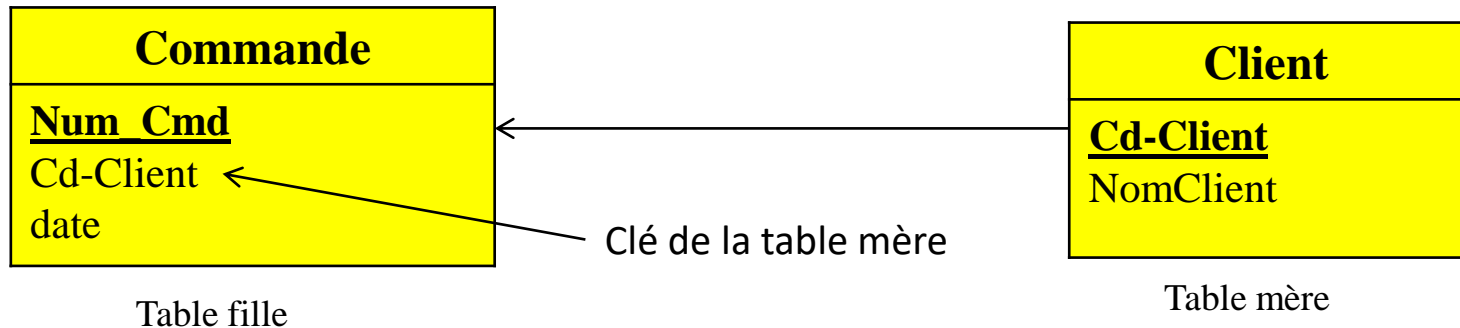 Commande
Num_Cmd
Cd-Client
date
Table fille
Clé de la table mère
Client
Cd-Client
NomClient
Table mère